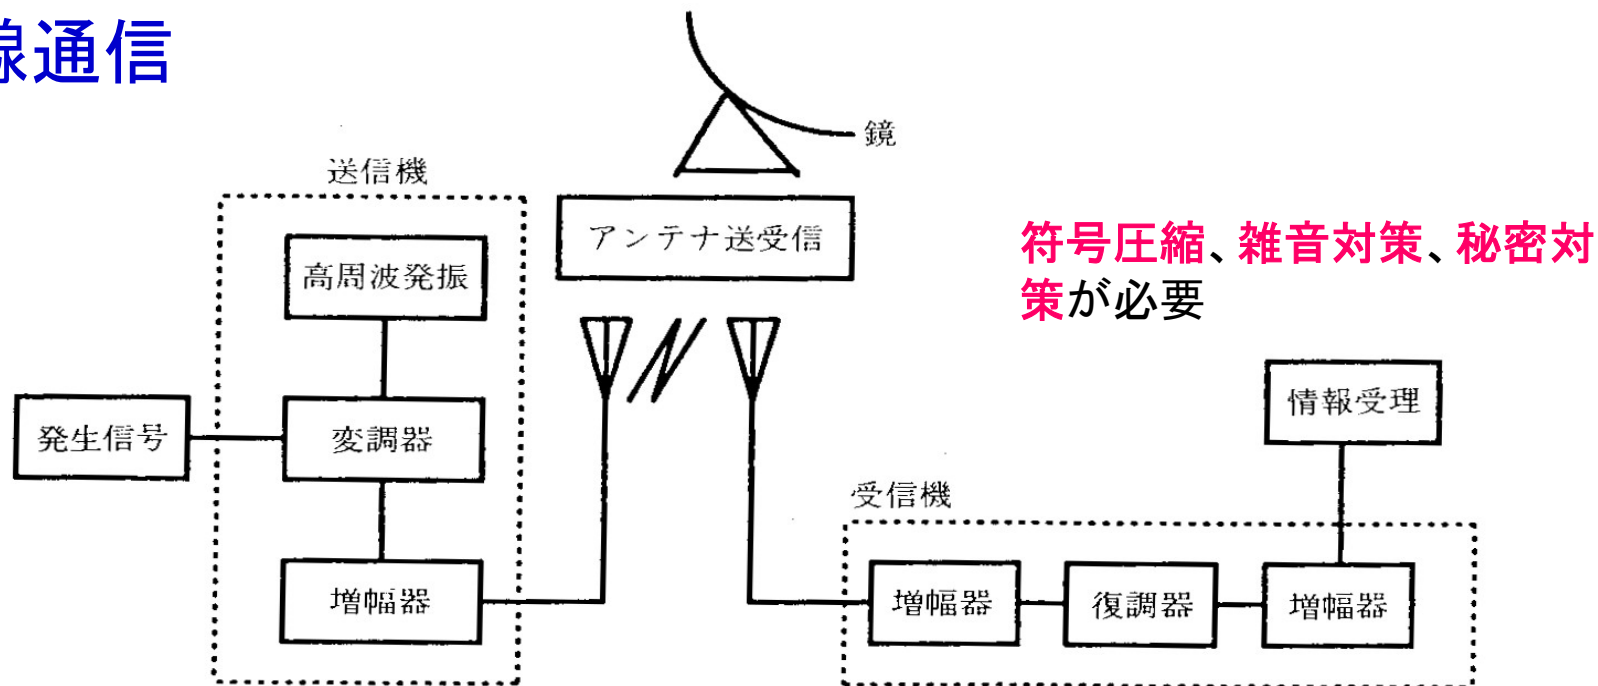 線通信
鏡
送信機
アンテナ送受信
高周波発振
符号圧縮、雑音対策、秘密対
策が必要
発生信号
変調器
情報受理
受信機
増幅器
増幅器
復調器
増幅器